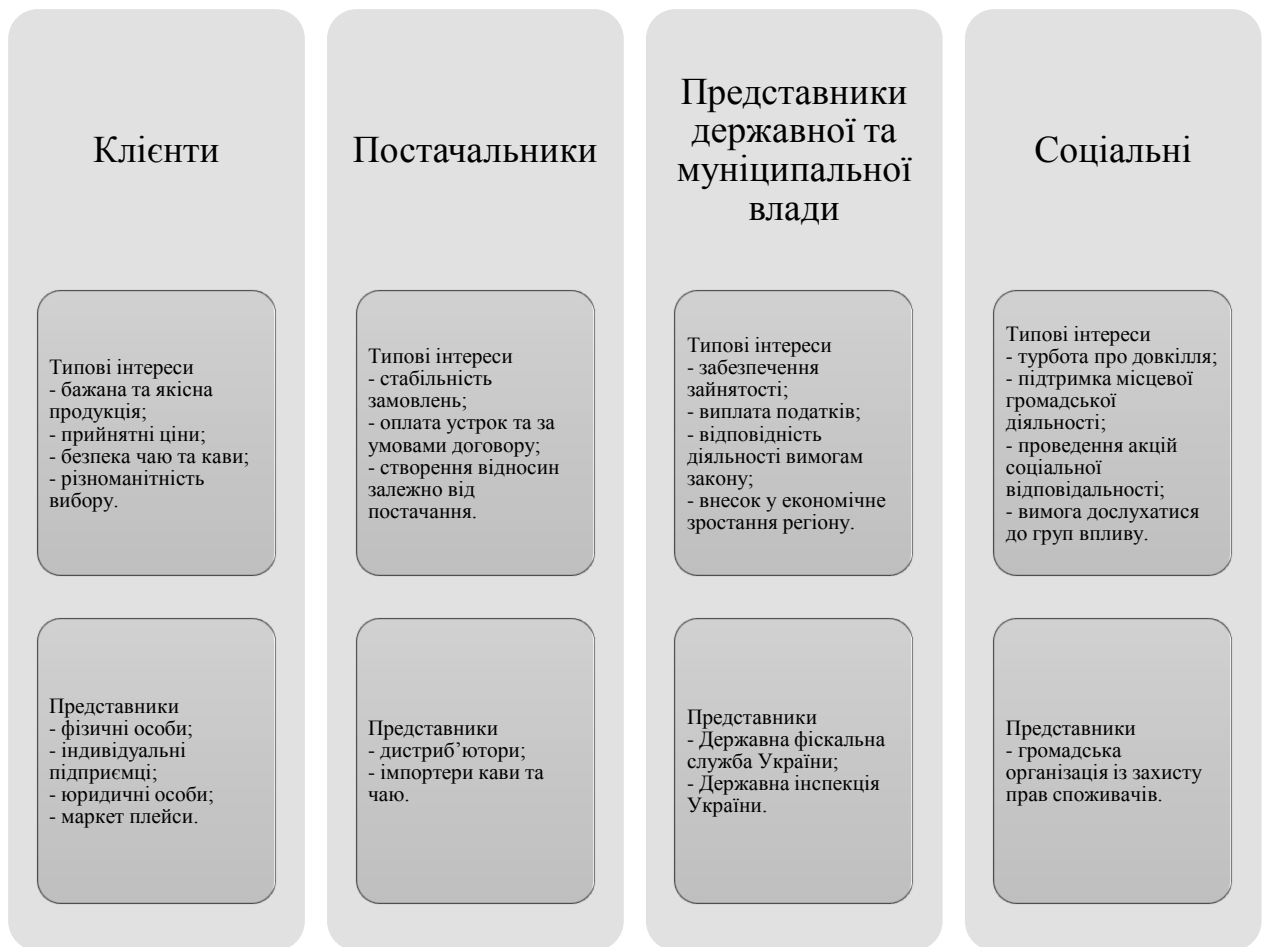 Клієнти
Типові інтереси
- бажана та якісна
продукція;
- прийнятні ціни;
- безпека чаю та кави;
- різноманітність
вибору.
Представники
- фізичні особи;
- індивідуальні
підприємці;
- юридичні особи;
- маркет плейси.
Постачальники
Типові інтереси
- стабільність
замовлень;
- оплата устрок та за
умовами договору;
- створення відносин
залежно від
постачання.
Представники
- дистриб’ютори;
- імпортери кави та
чаю.
Представники
державної та
муніципальної
влади
Типові інтереси
- забезпечення
зайнятості;
- виплата податків;
- відповідність
діяльності вимогам
закону;
- внесок у економічне
зростання регіону.
Представники
- Державна фіскальна
служба України;
- Державна інспекція
України.
Соціальні
Типові інтереси
- турбота про довкілля;
- підтримка місцевої
громадської
діяльності;
- проведення акцій
соціальної
відповідальності;
- вимога дослухатися
до груп впливу.
Представники
- громадська
організація із захисту
прав споживачів.